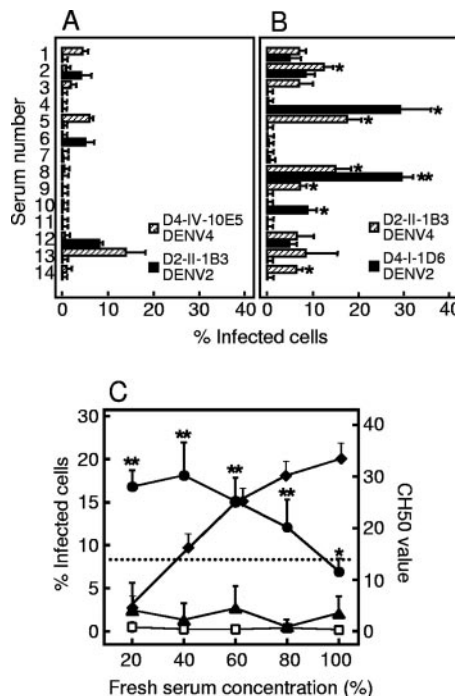 A
B
Serum number
1
2
3
4
5
6
7
8
9
10
11
12
13
14
*
*
*
*
**
*
*
*
D4-IV-10E5
DENV4
D2-II-1B3
DENV2
D2-II-1B3
DENV4
D4-I-1D6
DENV2
0 10 20 30 40
0 10 20 30 40
% Infected cells
C
% Infected cells
30
25
20
15
10
5
0
** ** ** ** *
40
30
20
10
0
CH50 value
20 40 60 80 100
Fresh serum concentration (%)